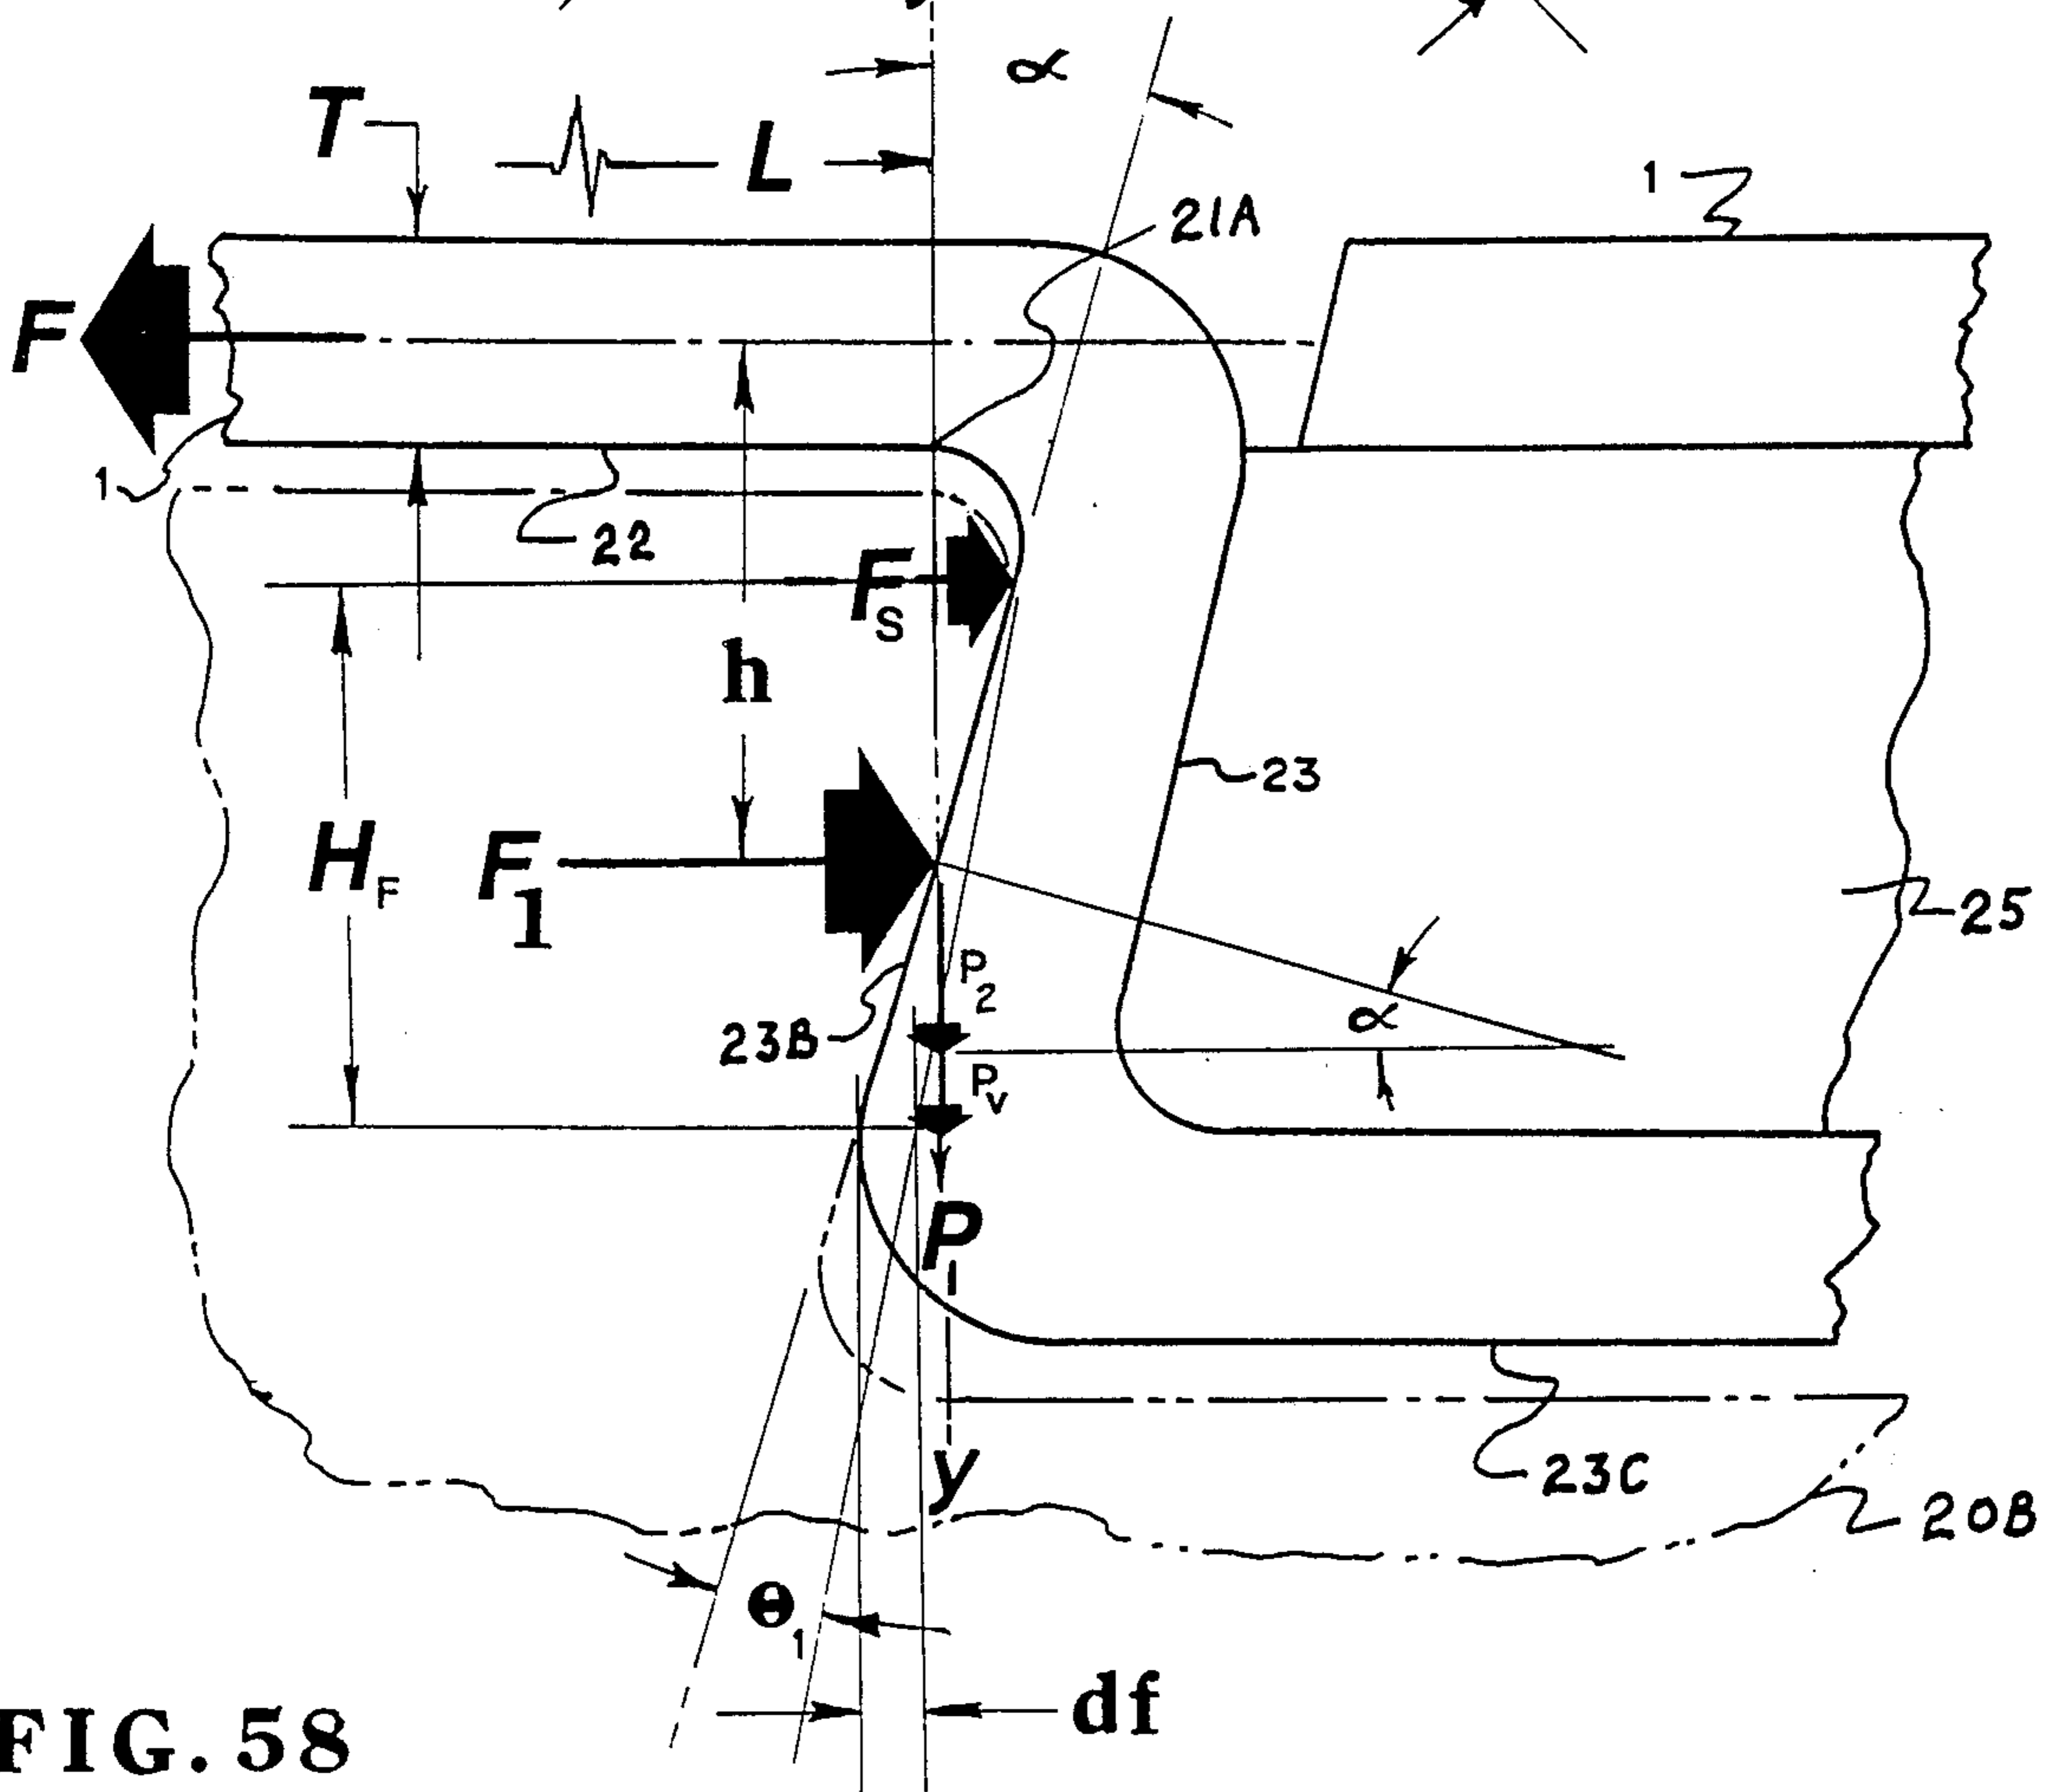 α
T
L
1
21A
F
1
22
F S
h
23
H F
F 1
25
P 2
23B
α
P V
P 1
y
23C
20B
θ 1
df
FIG. 58